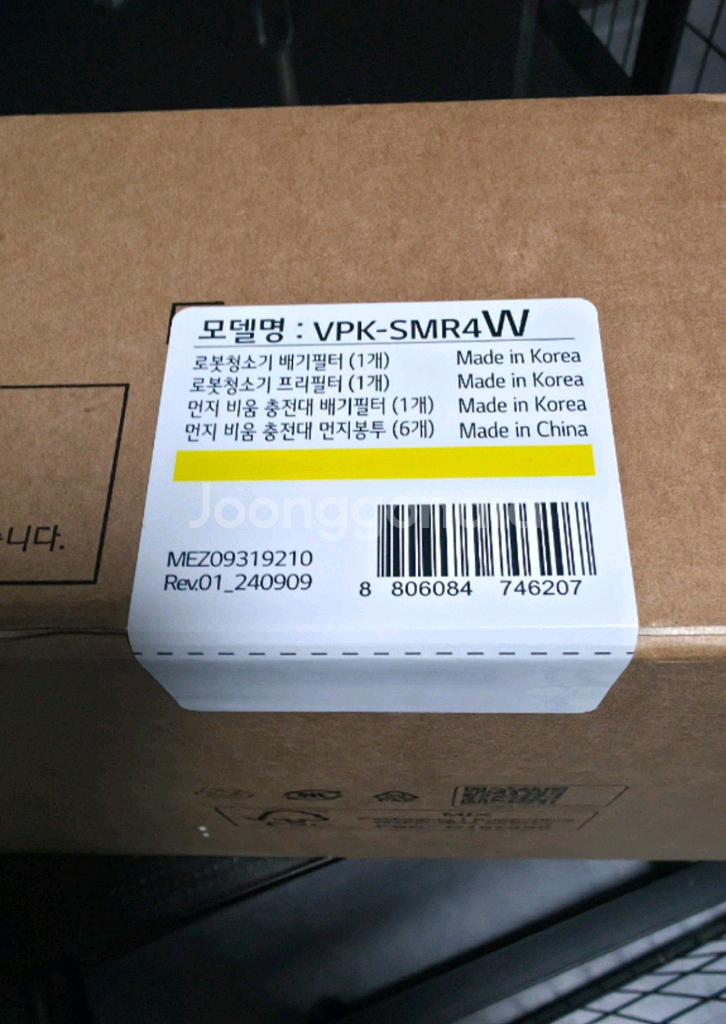 모델명 : VPK-SMR4W
로봇청소기 배기필터 (1개) Made in Korea
로봇청소기 프리필터 (1개) Made in Korea
먼지 비움 충전대 배기필터 (1개) Made in Korea
먼지 비움 충전대 먼지봉투 (6개) Made in China
Joonggonara
MEZ09319210
Rev.01_240909
8 806084 746207
습니다.
MIX